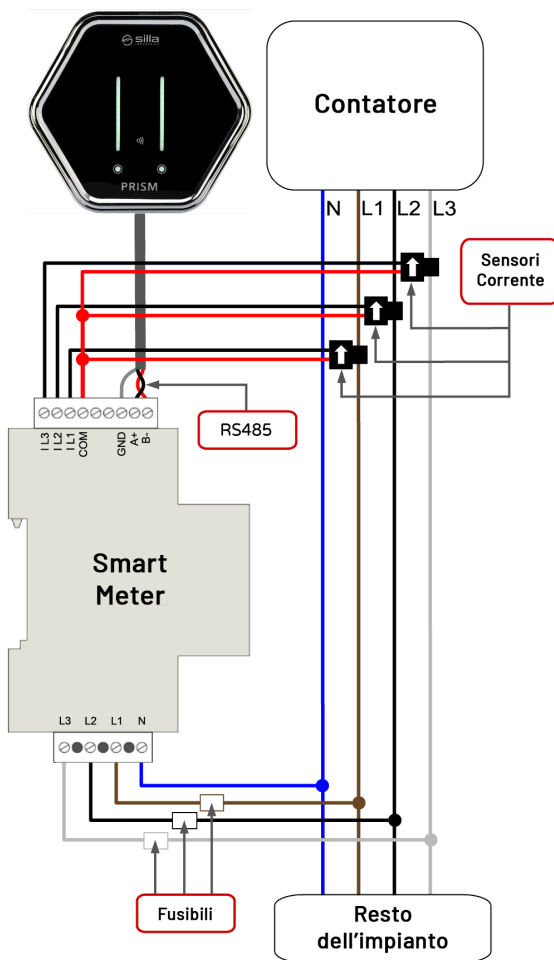 silla
INDUSTRIES
PRISM
Contatore
N
L1
L2
L3
Sensori
Corrente
RS485
I L3
I L2
I L1
COM
GND
A+
B-
Smart
Meter
L3
L2
L1
N
Fusibili
Resto
dell'impianto